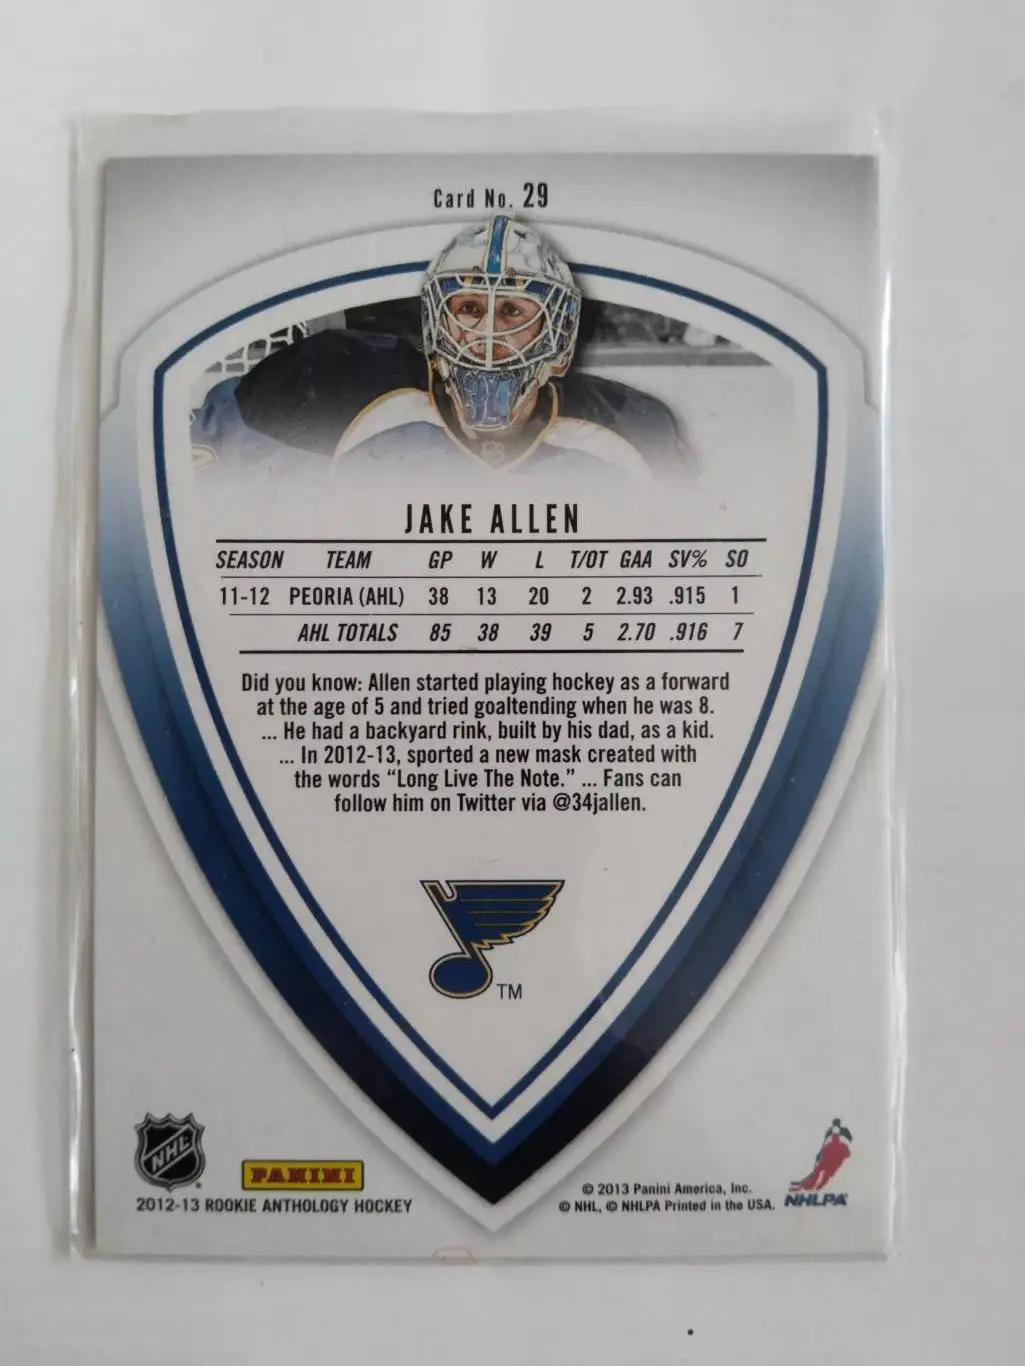 Card No. 29
JAKE ALLEN
SEASON TEAM GP W L T/OT GAA SV% SO
11-12 PEORIA (AHL) 38 13 20 2 2.93 .915 1
AHL TOTALS 85 38 39 5 2.70 .916 7
Did you know: Allen started playing hockey as a forward
at the age of 5 and tried goaltending when he was 8.
... He had a backyard rink, built by his dad, as a kid.
... In 2012-13, sported a new mask created with
the words “Long Live The Note.” ... Fans can
follow him on Twitter via @34jallen.
TM
NHL
PANINI
2012-13 ROOKIE ANTHOLOGY HOCKEY
© 2013 Panini America, Inc.
© NHL, © NHLPA Printed in the USA.
NHLPA